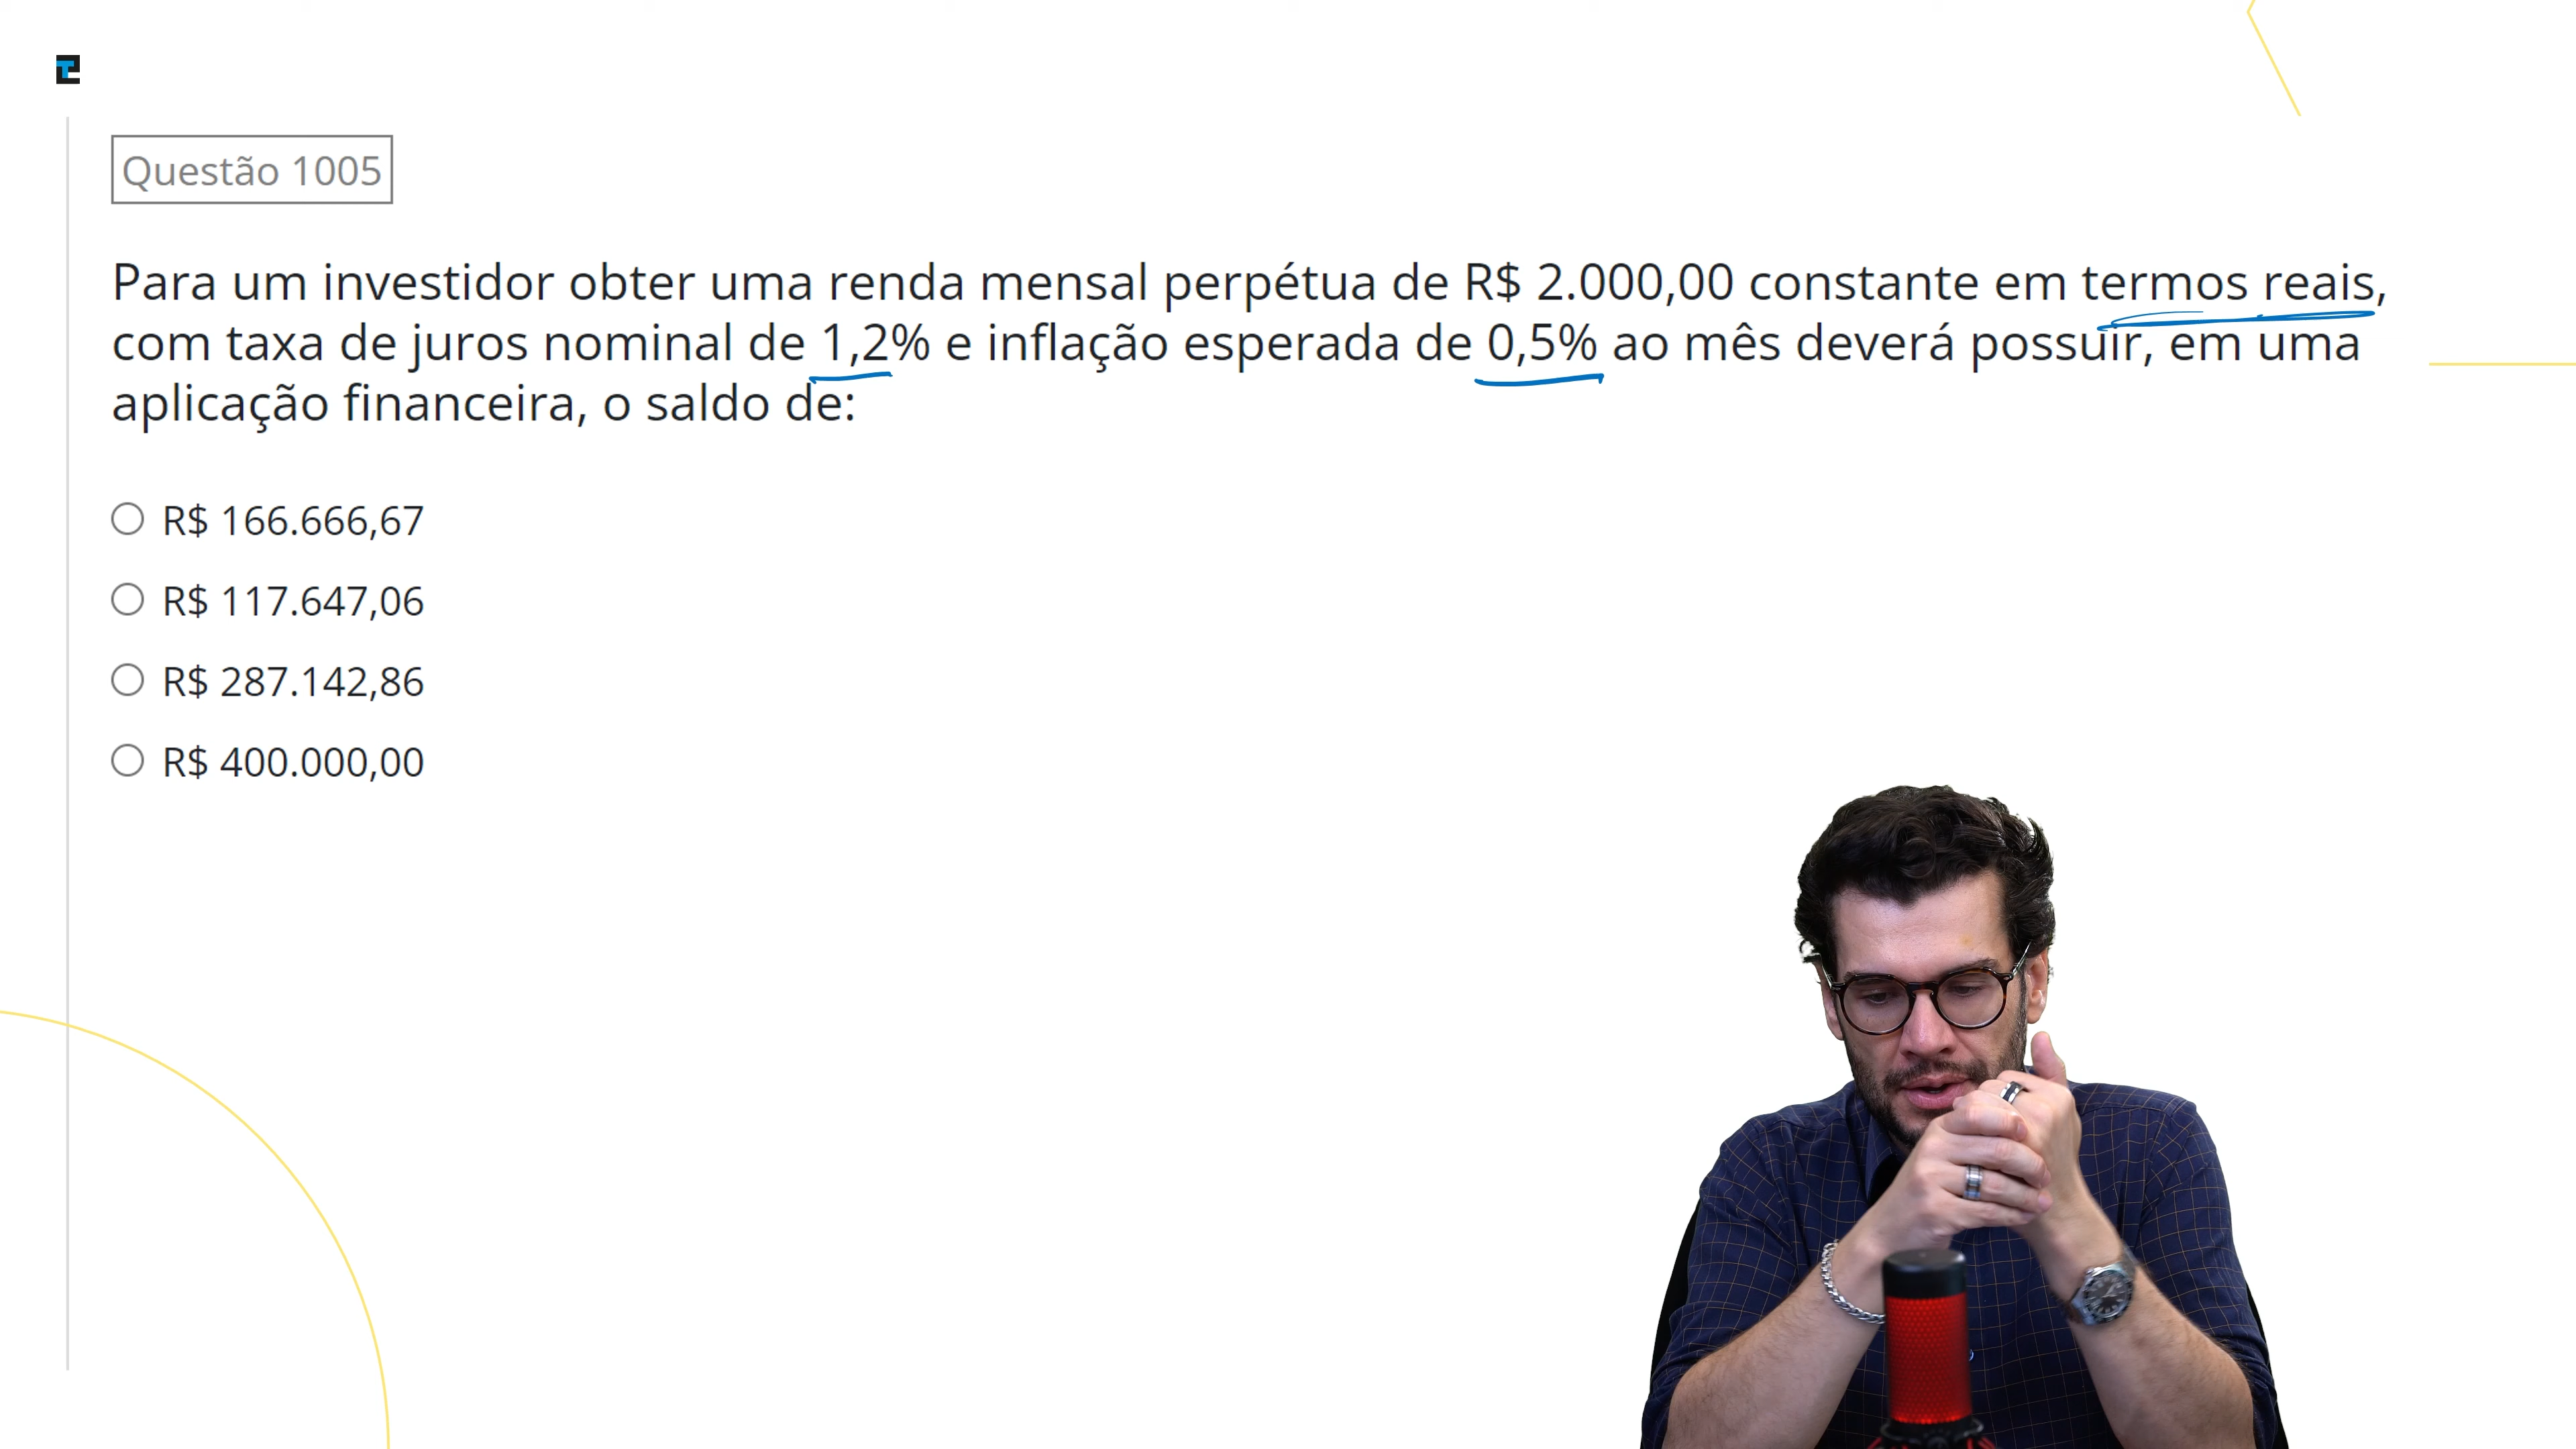 Questão 1005
Para um investidor obter uma renda mensal perpétua de R$ 2.000,00 constante em termos reais,
com taxa de juros nominal de 1,2% e inflação esperada de 0,5% ao mês deverá possuir, em uma
aplicação financeira, o saldo de:
R$ 166.666,67
R$ 117.647,06
R$ 287.142,86
R$ 400.000,00